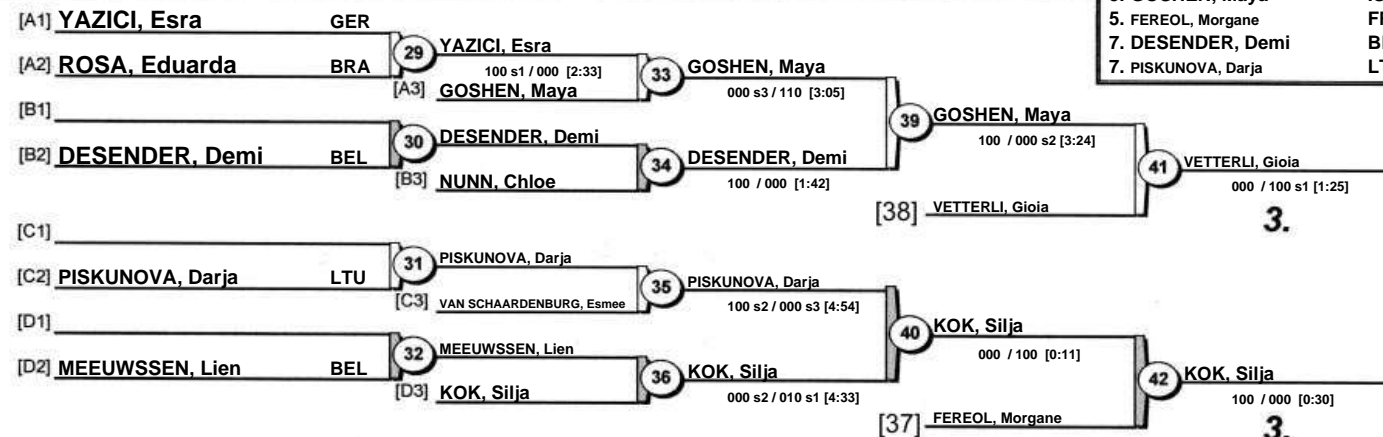 5. FEREOL, Morgane
7. DESENDER, Demi
7. PISKUNOVA, Darja
[A1] YAZICI, Esra GER
29 YAZICI, Esra
[A2] ROSA, Eduarda BRA
100 s1 / 000 [2:33]
33 GOSHEN, Maya
[A3] GOSHEN, Maya
000 s3 / 110 [3:05]
[B1]
39 GOSHEN, Maya
30 DESENDER, Demi
100 / 000 s2 [3:24]
[B2] DESENDER, Demi BEL
34 DESENDER, Demi
41 VETTERLI, Gioia
[B3] NUNN, Chloe
100 / 000 [1:42]
000 / 100 s1 [1:25]
[38] VETTERLI, Gioia
3.
[C1]
31 PISKUNOVA, Darja
[C2] PISKUNOVA, Darja LTU
35 PISKUNOVA, Darja
[C3] VAN SCHAARDENBURG, Esmee
100 s2 / 000 s3 [4:54]
[D1]
40 KOK, Silja
32 MEEUWSSEN, Lien
000 / 100 [0:11]
[D2] MEEUWSSEN, Lien BEL
36 KOK, Silja
42 KOK, Silja
[D3] KOK, Silja
000 s2 / 010 s1 [4:33]
100 / 000 [0:30]
[37] FEREOL, Morgane
3.